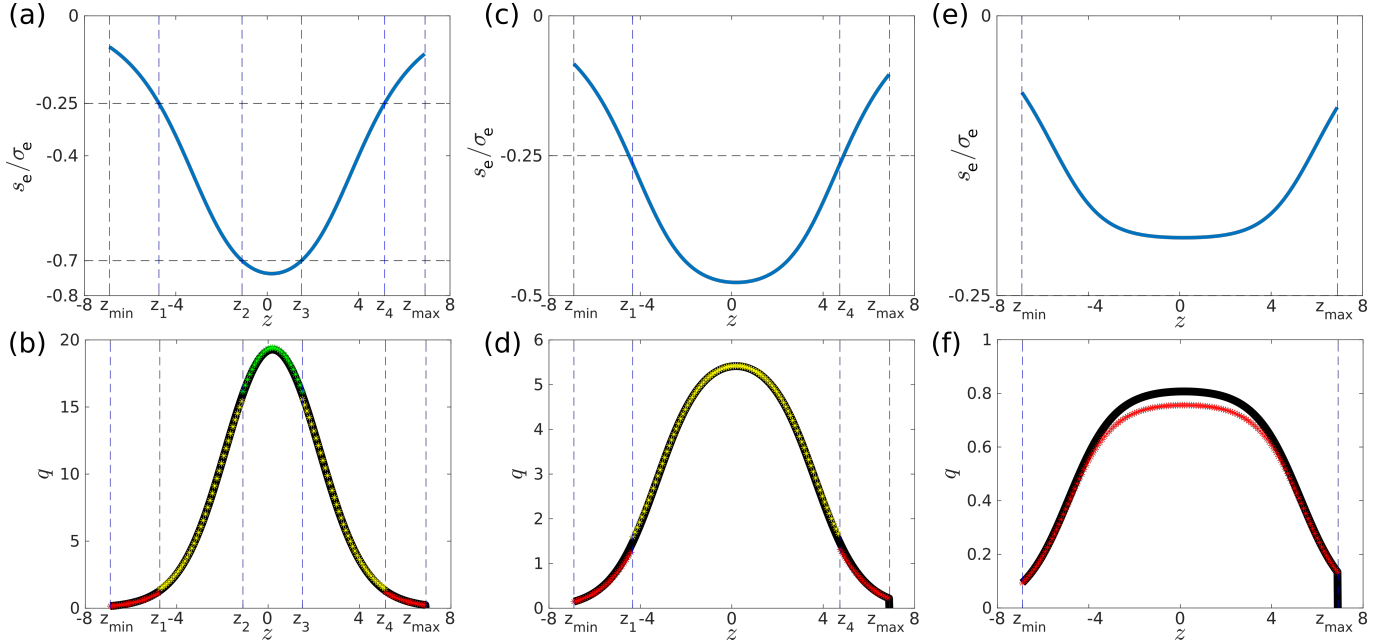 (a)
0
-0.25
-0.4
-0.7
-0.8
s_e/σ_e
-8 z_min z_1 -4 z_2 0 z_3 4 z_4 z_max 8
z
(c)
0
-0.25
-0.5
s_e/σ_e
-8 z_min z_1 -4 0 4 z_4 z_max 8
z
(e)
0
-0.25
s_e/σ_e
-8 z_min -4 0 4 z_max 8
z
(b)
20
15
10
5
0
q
-8 z_min z_1 -4 z_2 0 z_3 4 z_4 z_max 8
z
(d)
6
5
4
3
2
1
0
q
-8 z_min z_1 -4 0 4 z_4 z_max 8
z
(f)
1
0.8
0.6
0.4
0.2
0
q
-8 z_min -4 0 4 z_max 8
z